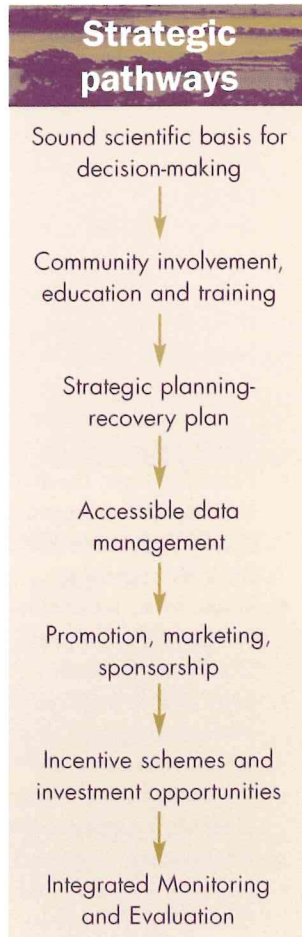 Strategic
pathways
Sound scientific basis for
decision-making
Community involvement,
education and training
Strategic planning-
recovery plan
Accessible data
management
Promotion, marketing,
sponsorship
Incentive schemes and
investment opportunities
Integrated Monitoring
and Evaluation